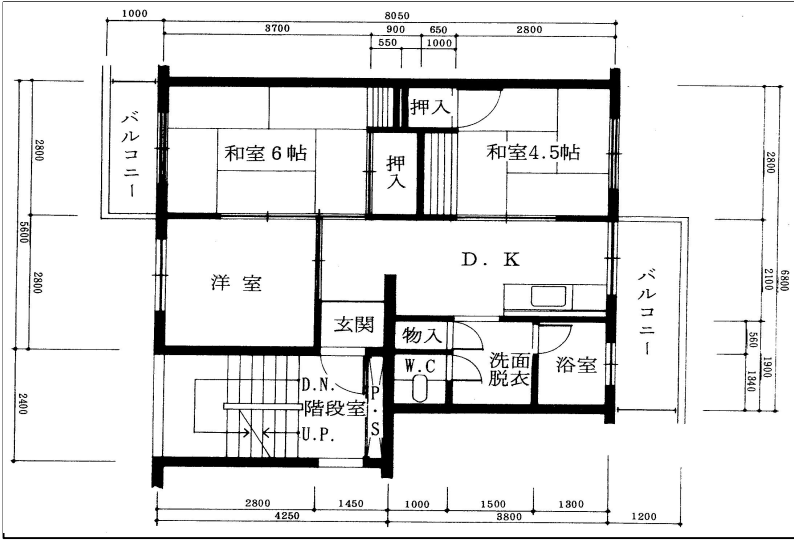 8050
1000
3700
900
650
2800
550
1000
バルコニー
和室6帖
押入
押入
和室4.5帖
2800
5600
2800
2400
2800
6800
2100
560
1900
1340
洋室
D.K
バルコニー
玄関
物入
W.C
洗面
脱衣
浴室
D.N.
階段室
U.P.
P.S
2800
1450
1000
1500
1300
4250
3800
1200